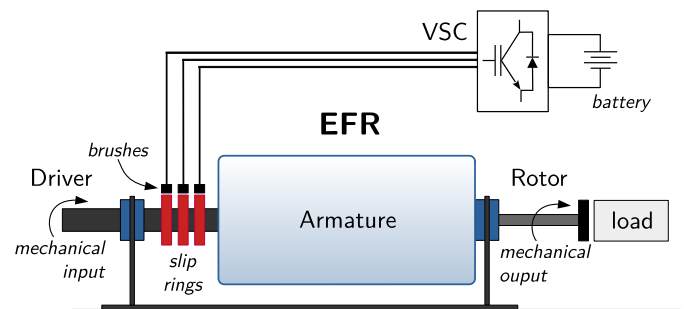 VSC
battery
EFR
brushes
Driver
Rotor
Armature
load
mechanical
input
slip
rings
mechanical
ouput